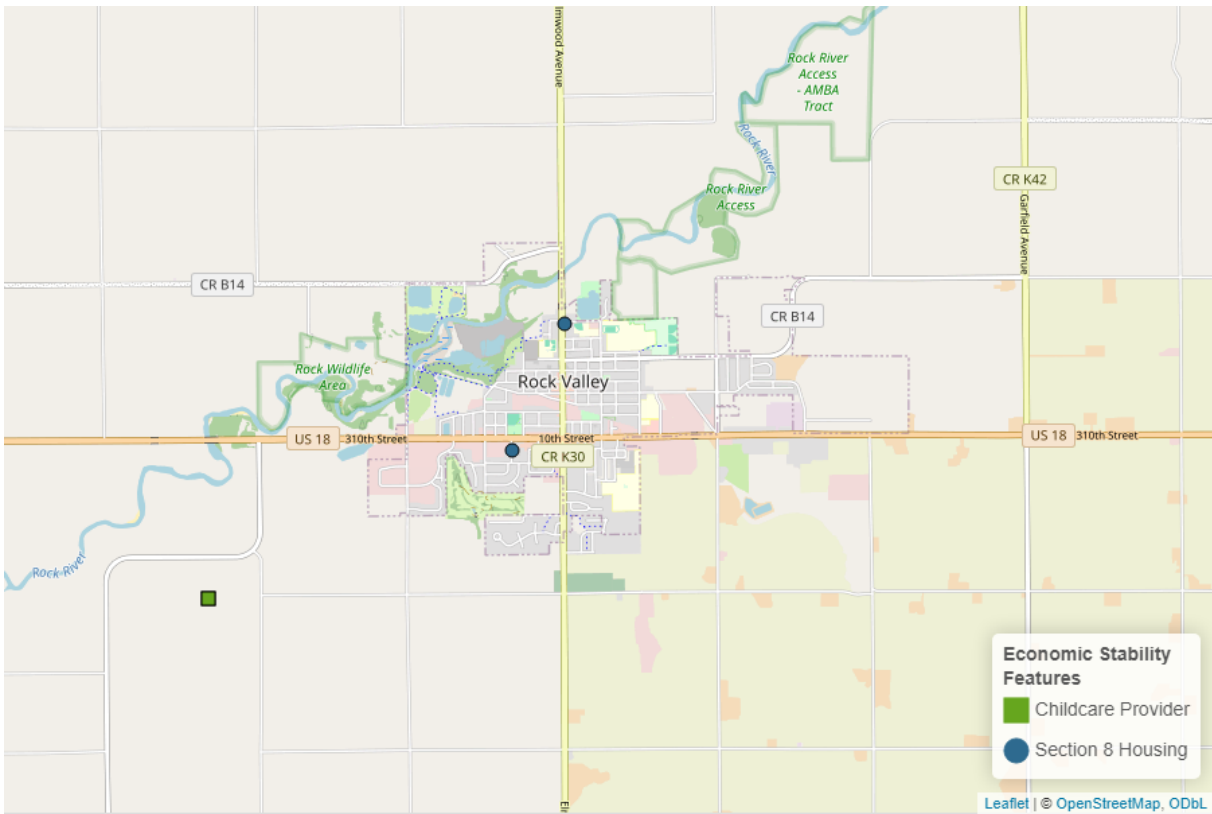 lmwood Avenue
Rock River
Access
- AMBA
Tract
Rock River
CR K42
Rock River
Access
Garfield Avenue
CR B14
CR B14
Rock Wildlife
Area
Rock Valley
US 18
310th Street
10th Street
US 18
310th Street
CR K30
Rock River
Economic Stability
Features
Childcare Provider
Section 8 Housing
Elr
Leaflet | © OpenStreetMap, ODbL